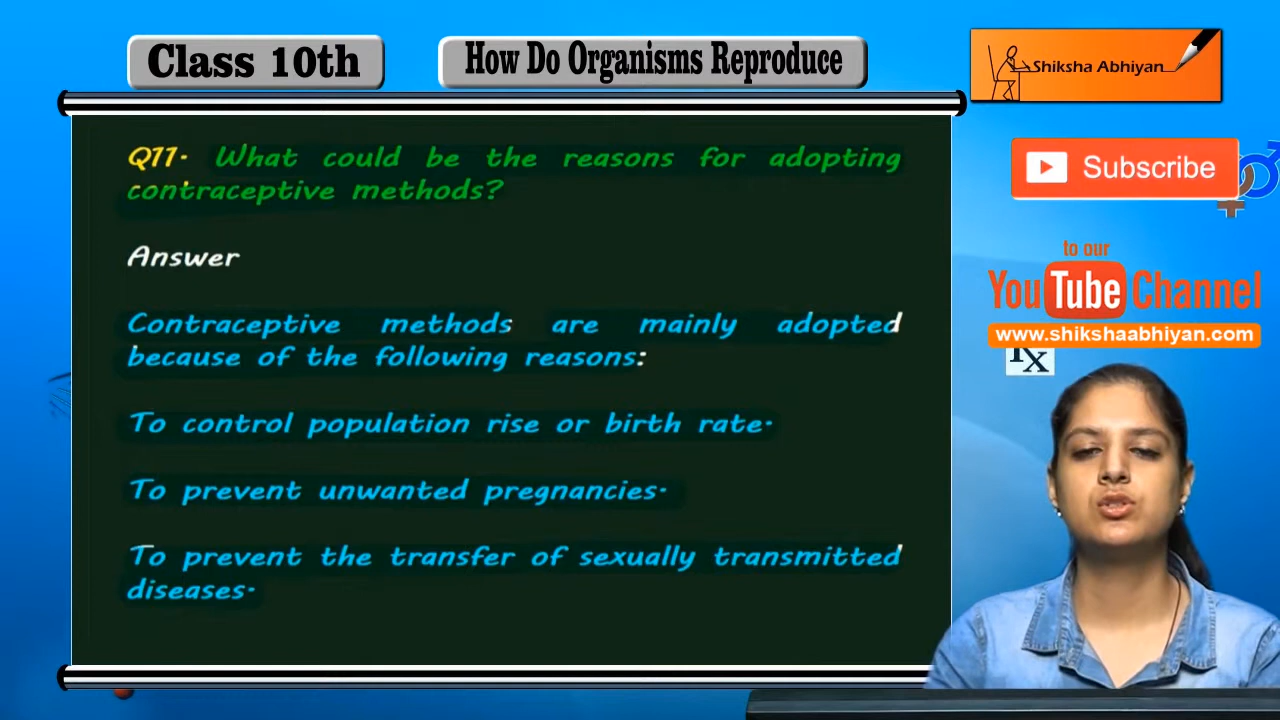 Class 10th
How Do Organisms Reproduce
Shiksha Abhiyan
Q11. What could be the reasons for adopting
contraceptive methods?
Answer
Contraceptive methods are mainly adopted
because of the following reasons:
To control population rise or birth rate.
To prevent unwanted pregnancies.
To prevent the transfer of sexually transmitted
diseases.
Subscribe
to our
YouTube Channel
www.shikshaabhiyan.com